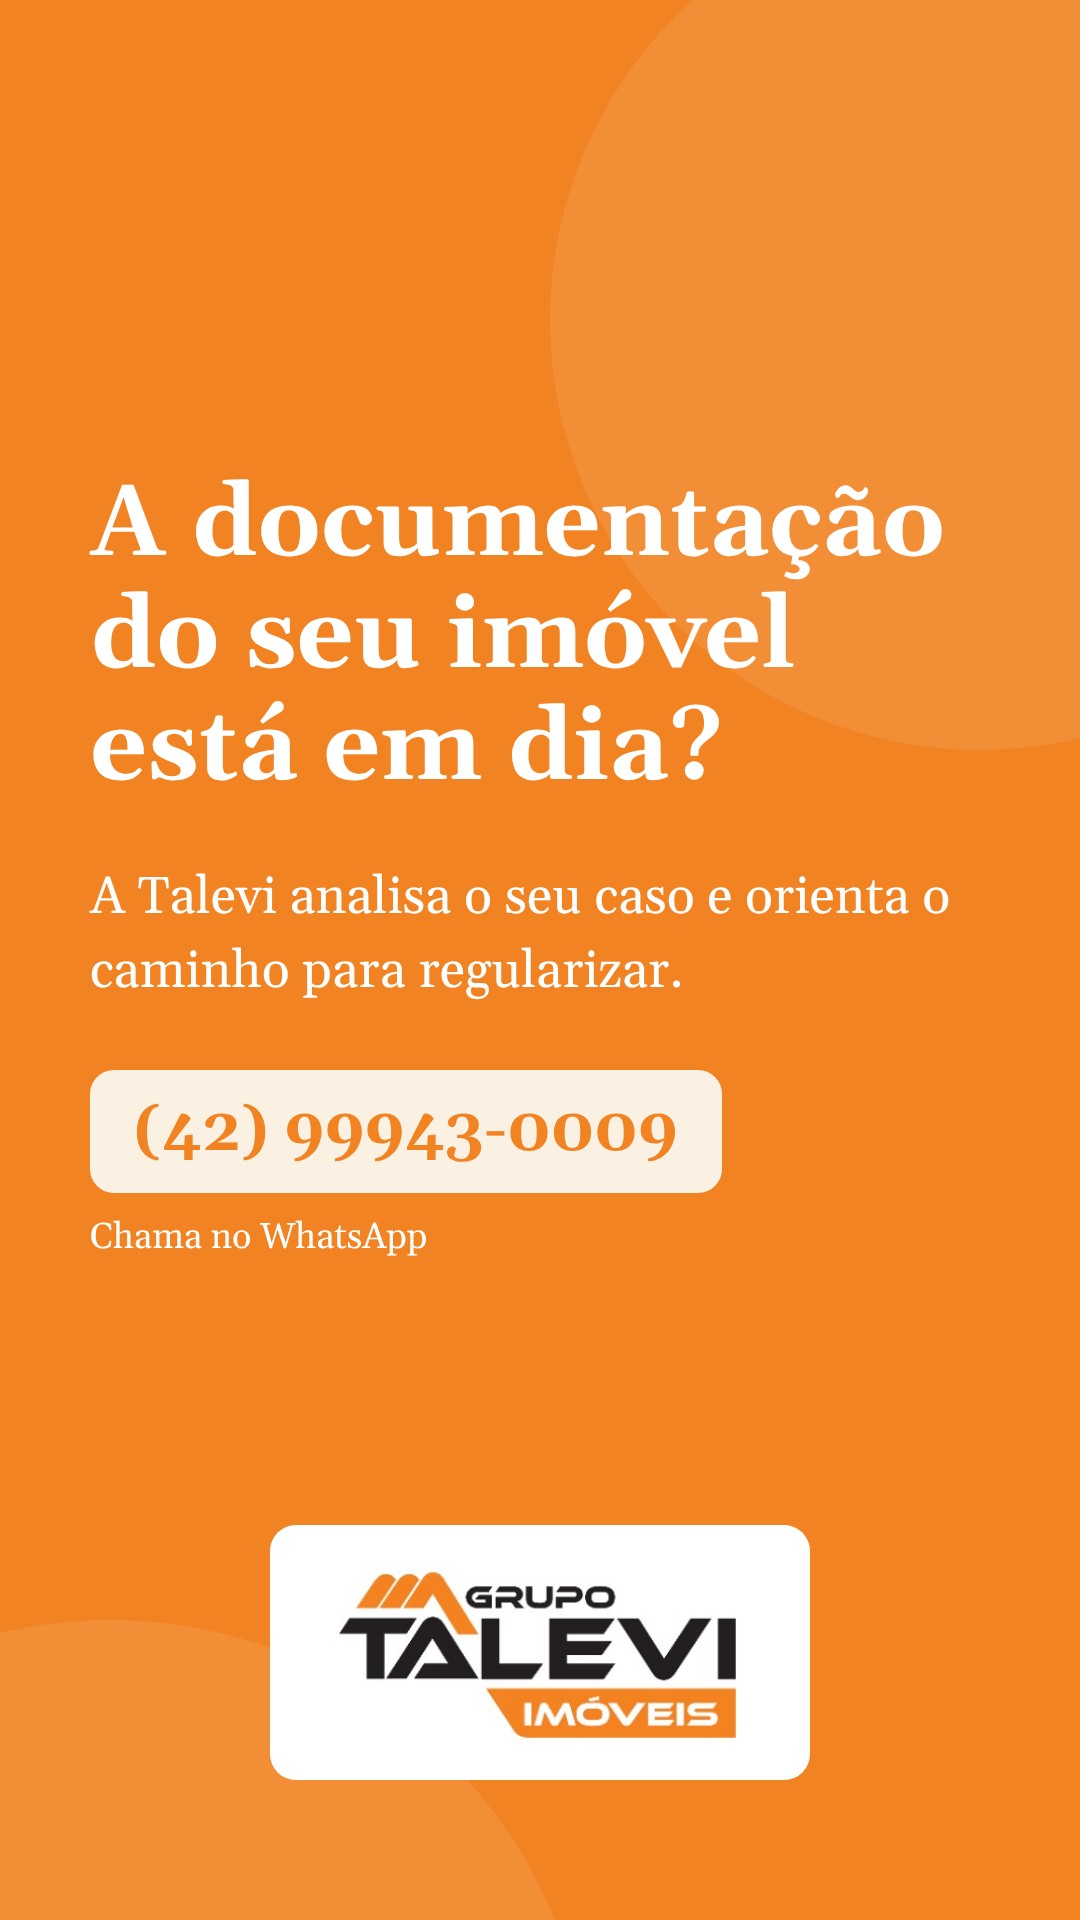 A documentação
do seu imóvel
está em dia?
A Talevi analisa o seu caso e orienta o
caminho para regularizar.
(42) 99943-0009
Chama no WhatsApp
GRUPO
TALEVI
IMÓVEIS